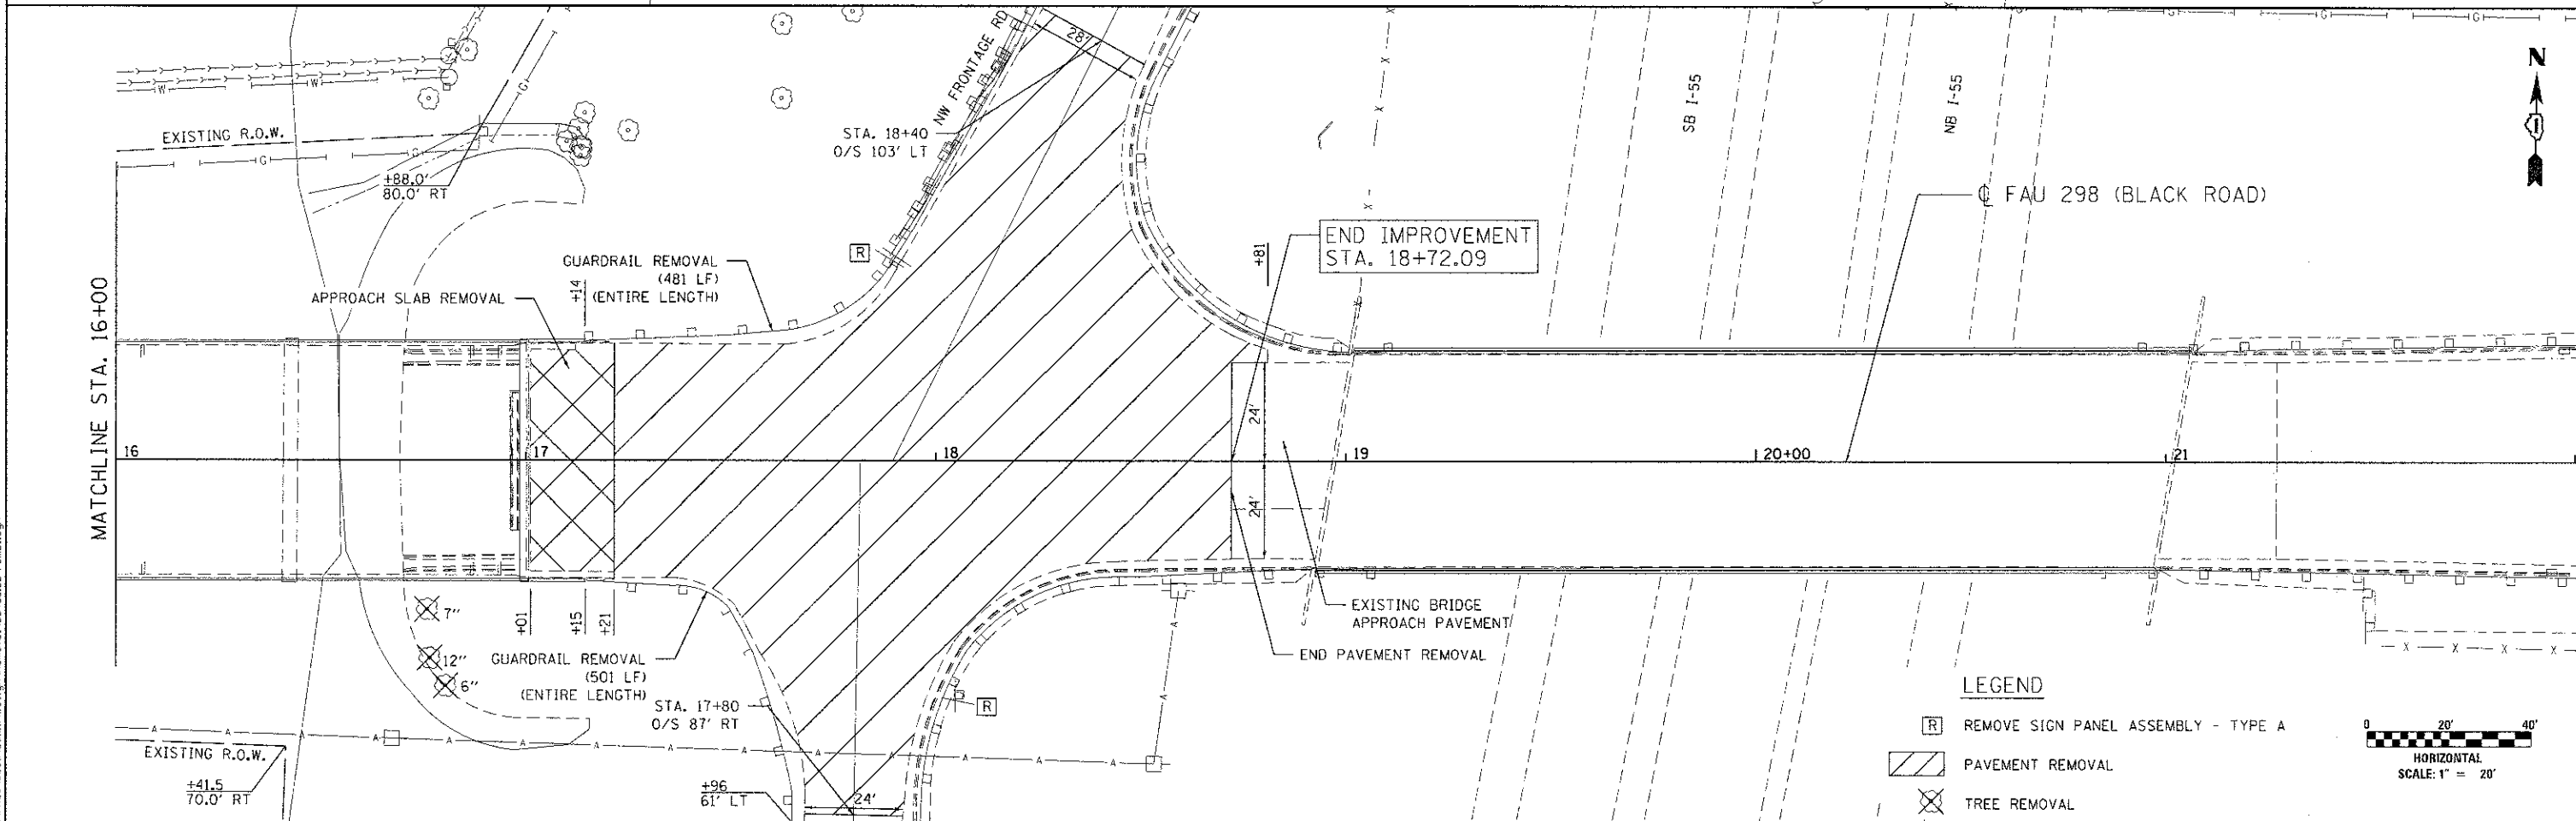 NW FRONTAGE RD
28'
SB I-55
NB I-55
N
EXISTING R.O.W.
STA. 18+40
O/S 103' LT
+88.0'
80.0' RT
℄ FAU 298 (BLACK ROAD)
R
END IMPROVEMENT
STA. 18+72.09
+81
GUARDRAIL REMOVAL
(481 LF)
(ENTIRE LENGTH)
+14
APPROACH SLAB REMOVAL
MATCHLINE STA. 16+00
16
17
18
19
20+00
21
24'
24'
+01
+15
+21
7"
12"
6"
GUARDRAIL REMOVAL
(501 LF)
(ENTIRE LENGTH)
STA. 17+80
O/S 87' RT
R
EXISTING BRIDGE
APPROACH PAVEMENT
END PAVEMENT REMOVAL
EXISTING R.O.W.
+41.5
70.0' RT
+96
61' LT
24'
LEGEND
R REMOVE SIGN PANEL ASSEMBLY - TYPE A
PAVEMENT REMOVAL
TREE REMOVAL
0 20' 40'
HORIZONTAL
SCALE: 1" = 20'